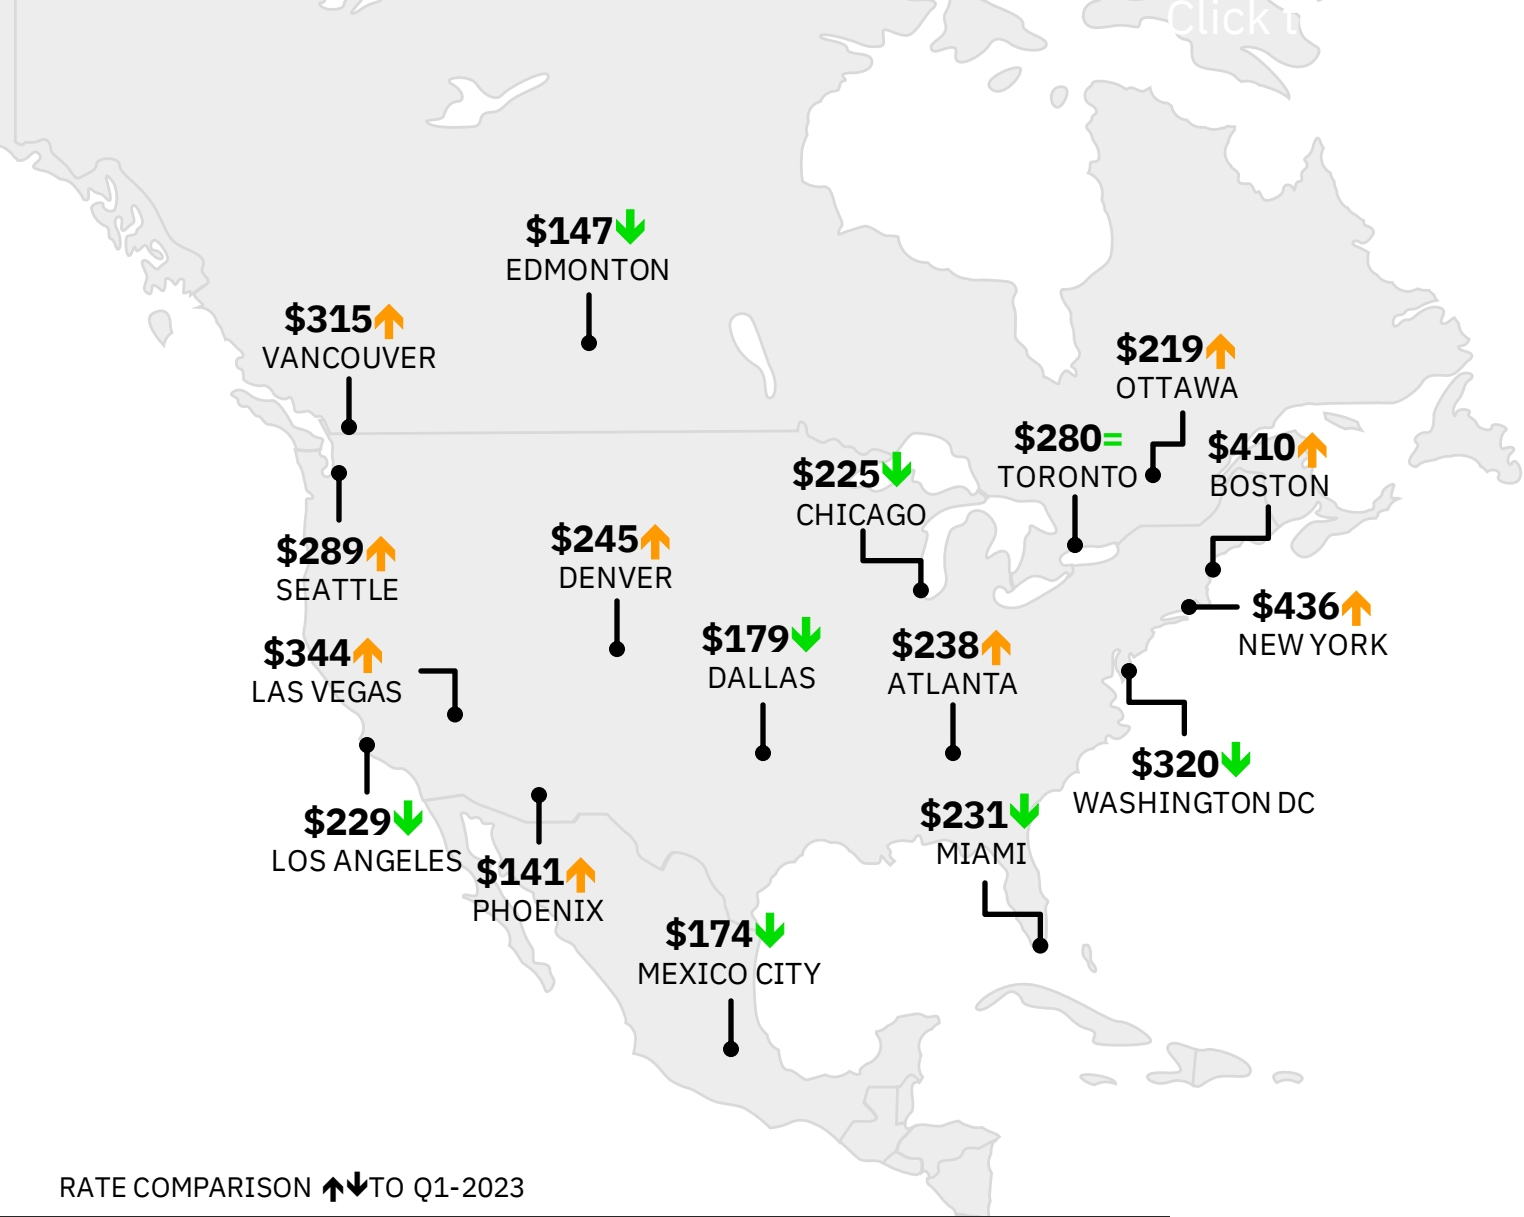 Click t
$147
EDMONTON
$315
VANCOUVER
$219
OTTAWA
$280=
TORONTO
$410
BOSTON
$225
CHICAGO
$289
SEATTLE
$245
DENVER
$436
NEW YORK
$344
LAS VEGAS
$179
DALLAS
$238
ATLANTA
$320
WASHINGTON DC
$229
LOS ANGELES
$231
MIAMI
$141
PHOENIX
$174
MEXICO CITY
RATE COMPARISON ↑↓TO Q1-2023